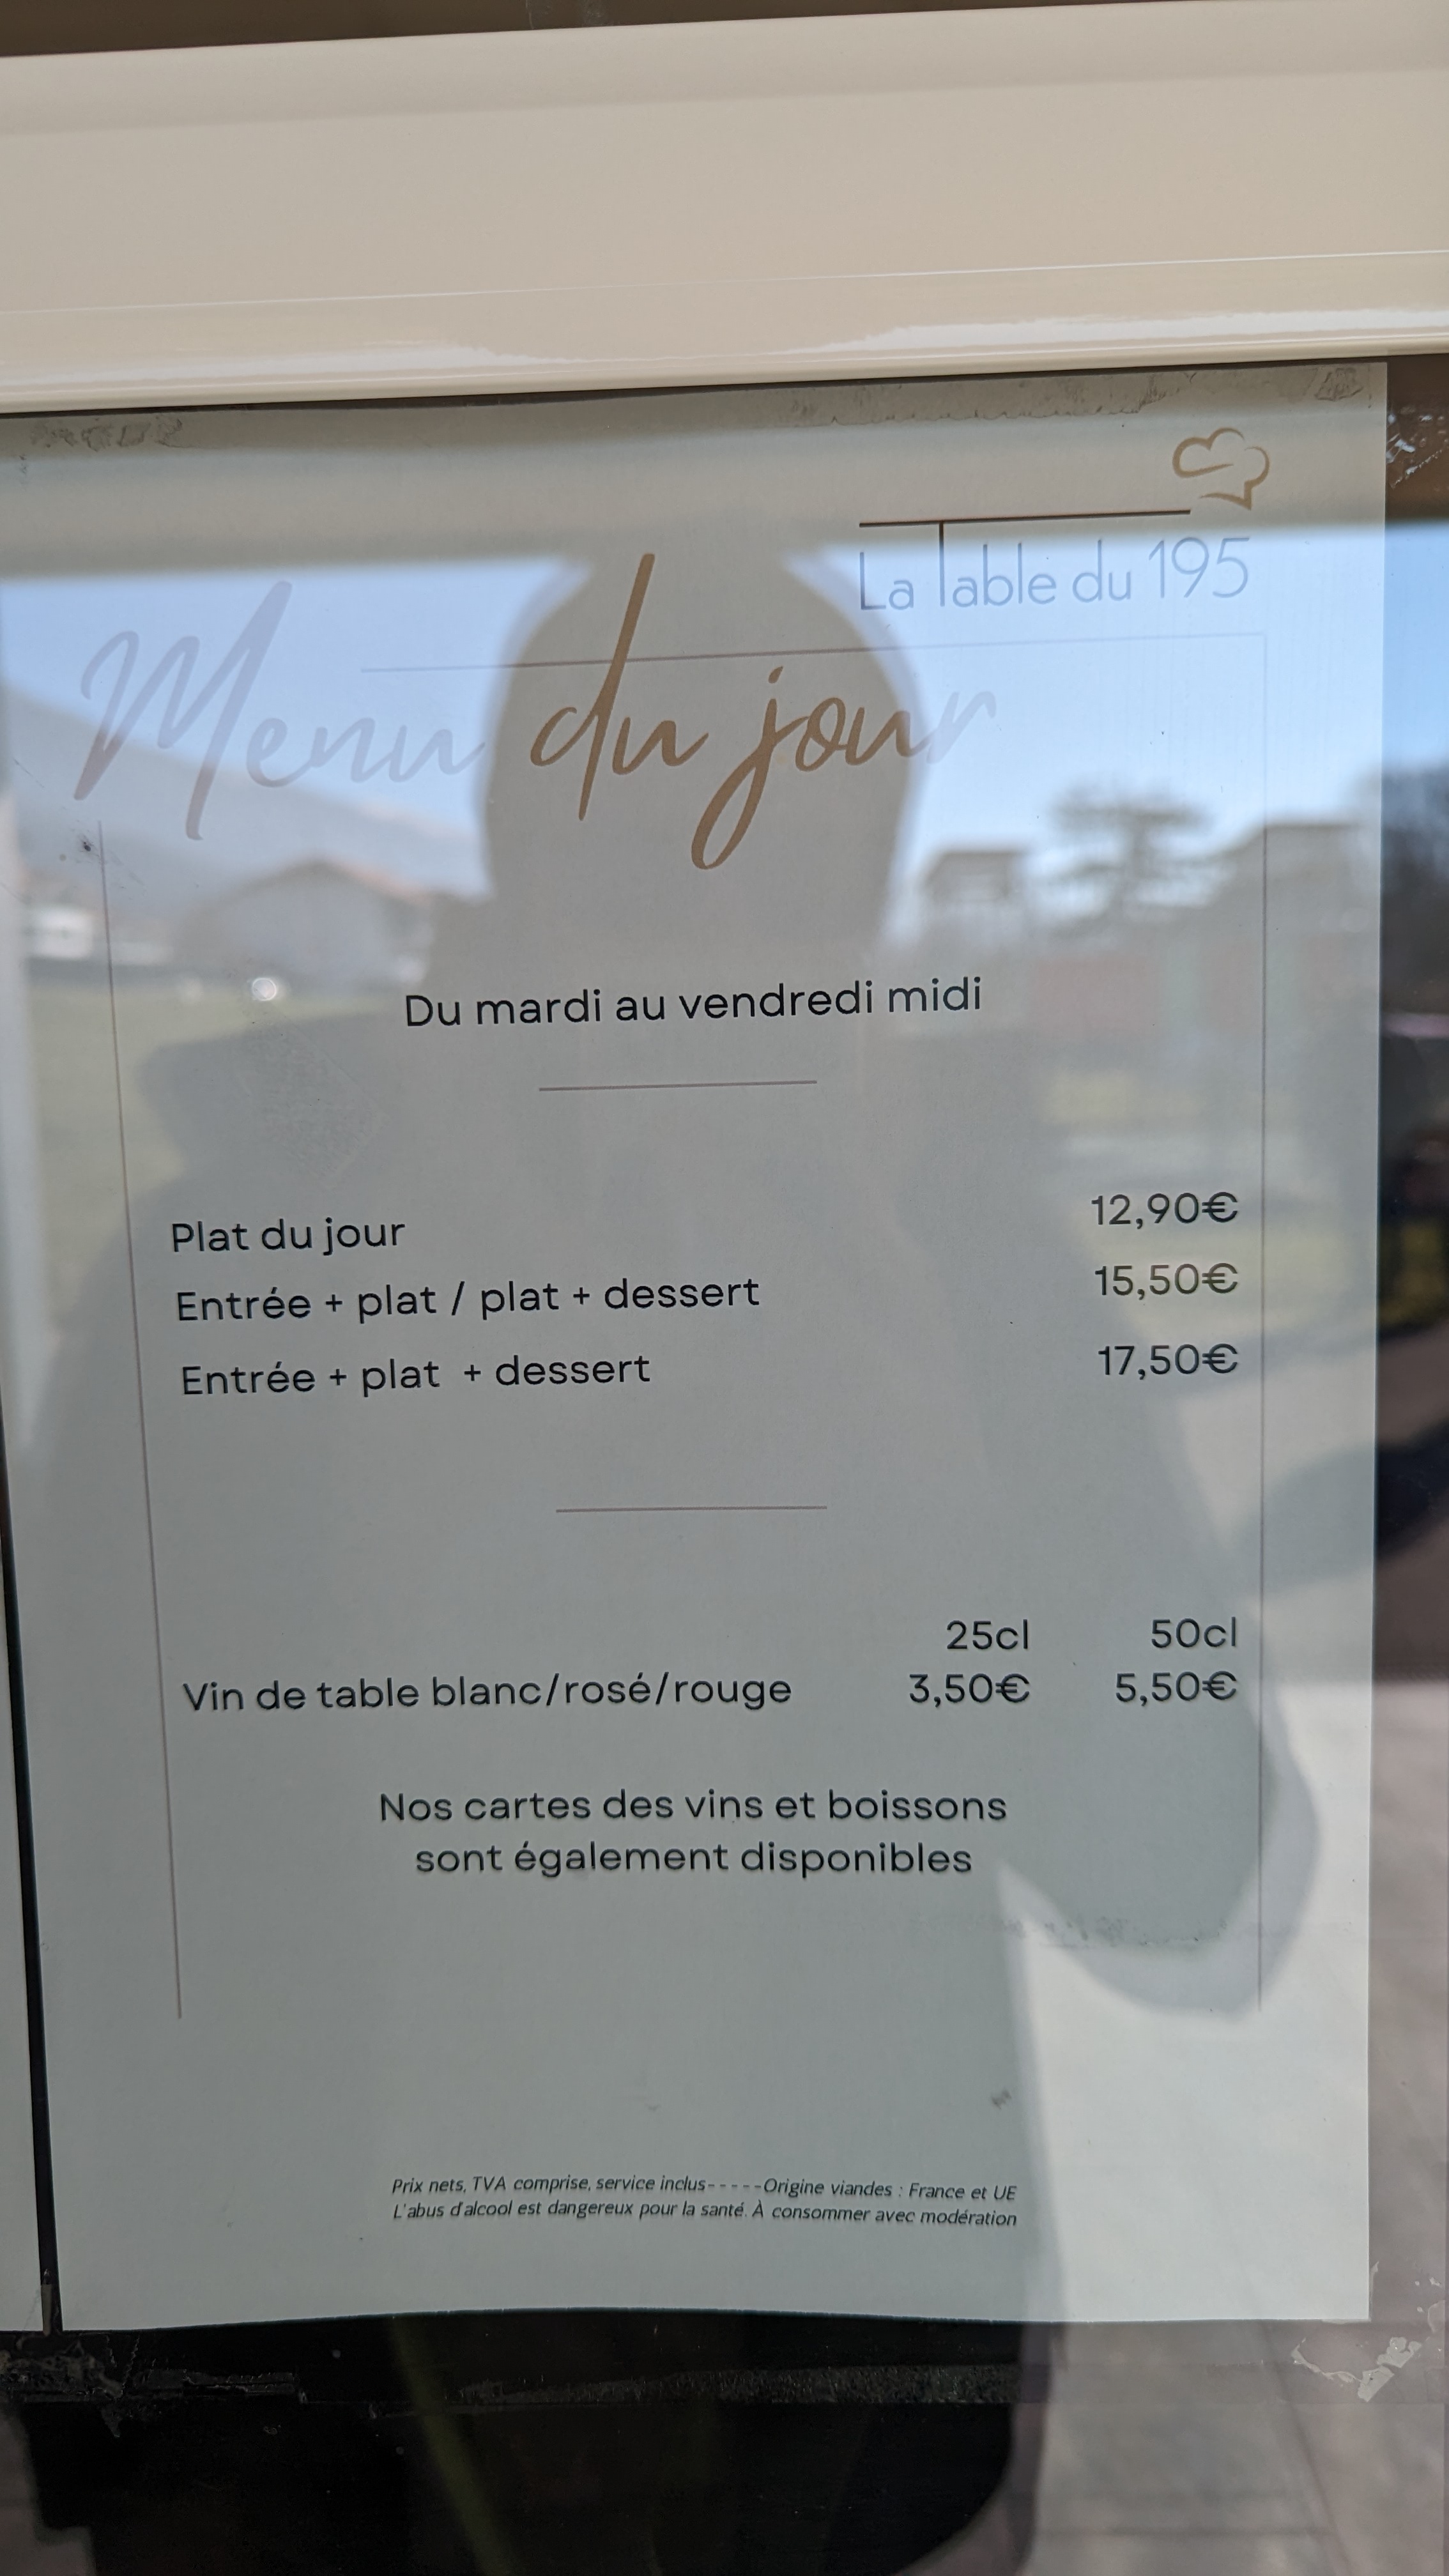 La Table du 195
Menu du jour
Du mardi au vendredi midi
Plat du jour 12,90€
Entrée + plat / plat + dessert 15,50€
Entrée + plat + dessert 17,50€
25cl 50cl
Vin de table blanc/rosé/rouge 3,50€ 5,50€
Nos cartes des vins et boissons
sont également disponibles
Prix nets, TVA comprise, service inclus-----Origine viandes : France et UE
L'abus d'alcool est dangereux pour la santé. À consommer avec modération